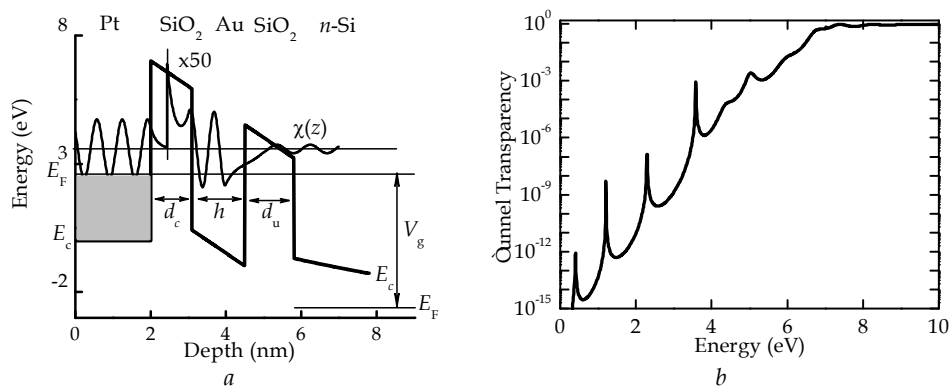 Pt SiO2 Au SiO2 n-Si
8
3
-2
Energy (eV)
x50
χ(z)
EF
Ec
dc
h
du
Vg
Ec
EF
0 2 4 6 8
Depth (nm)
a
10^0
10^-3
10^-6
10^-9
10^-12
10^-15
Òunnel Transparency
0 2 4 6 8 10
Energy (eV)
b